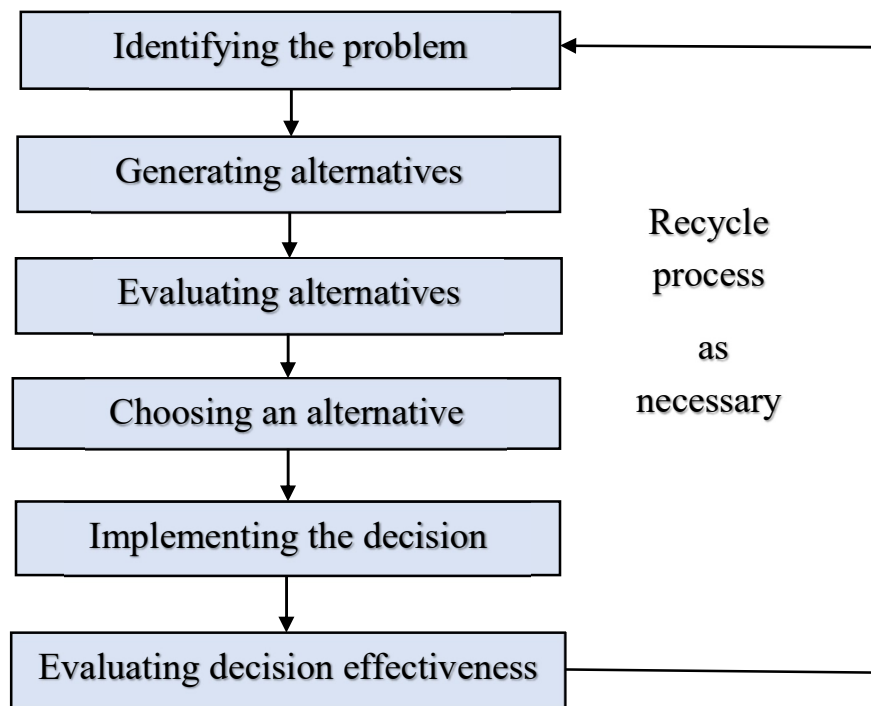 Identifying the problem
Generating alternatives
Evaluating alternatives
Choosing an alternative
Implementing the decision
Evaluating decision effectiveness
Recycle
process
as
necessary